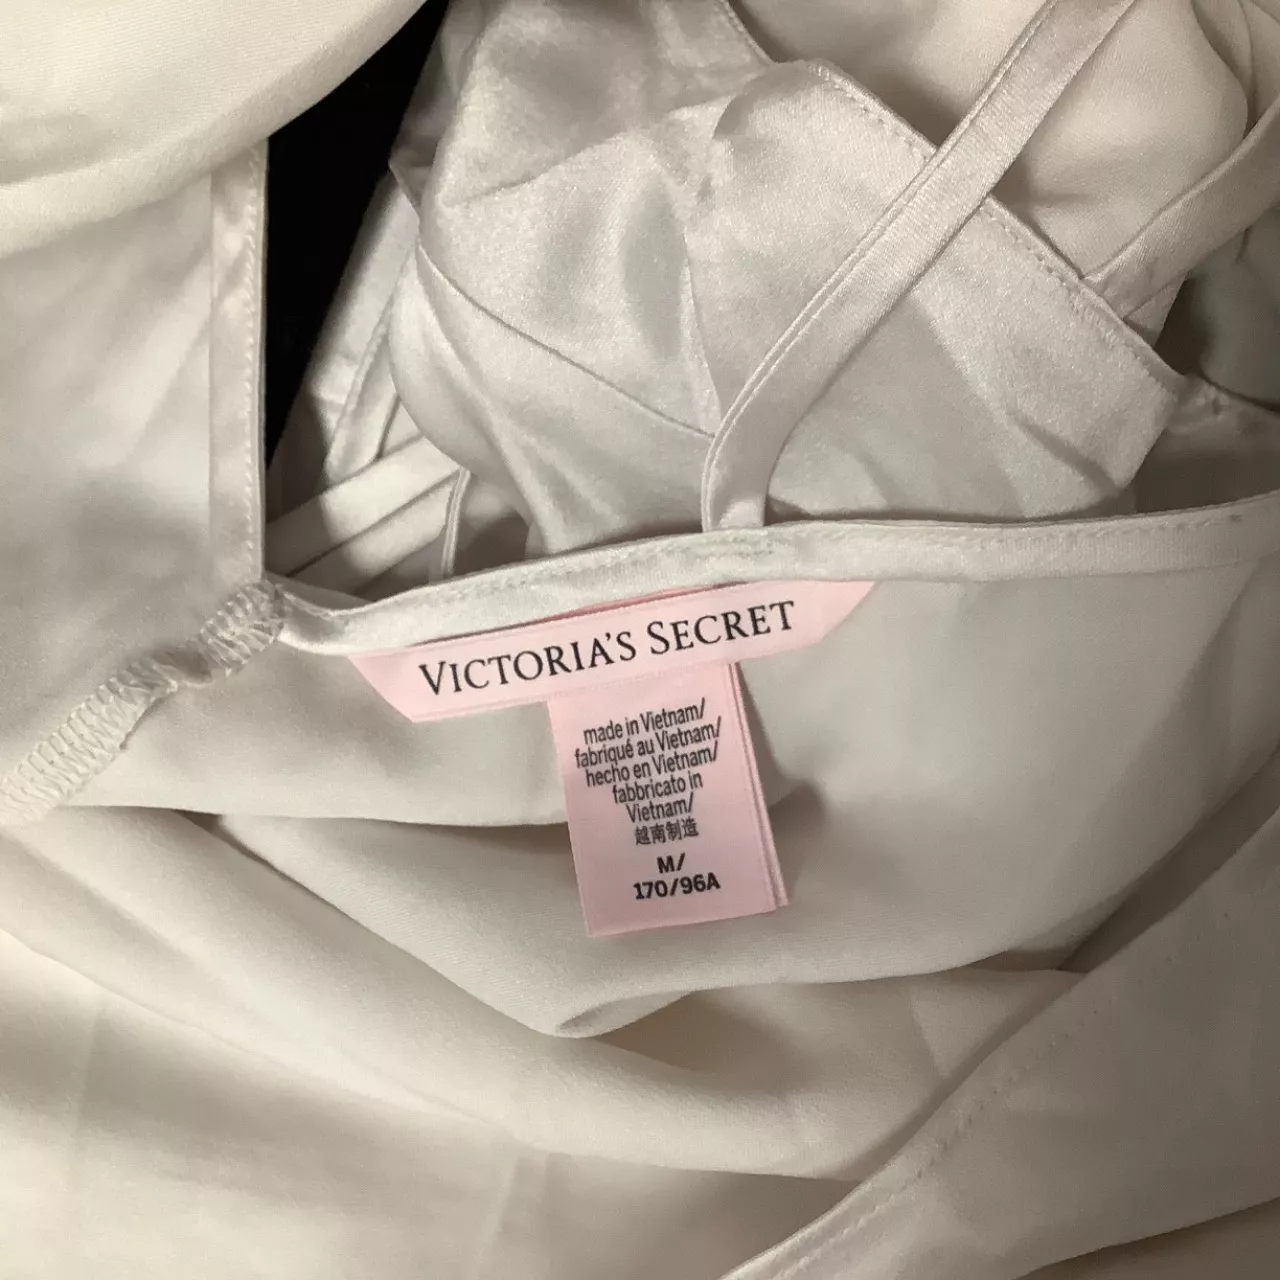 VICTORIA'S SECRET
made in Vietnam/
fabriqué au Vietnam/
hecho en Vietnam/
fabbricato in
Vietnam/
越南制造
M/
170/96A